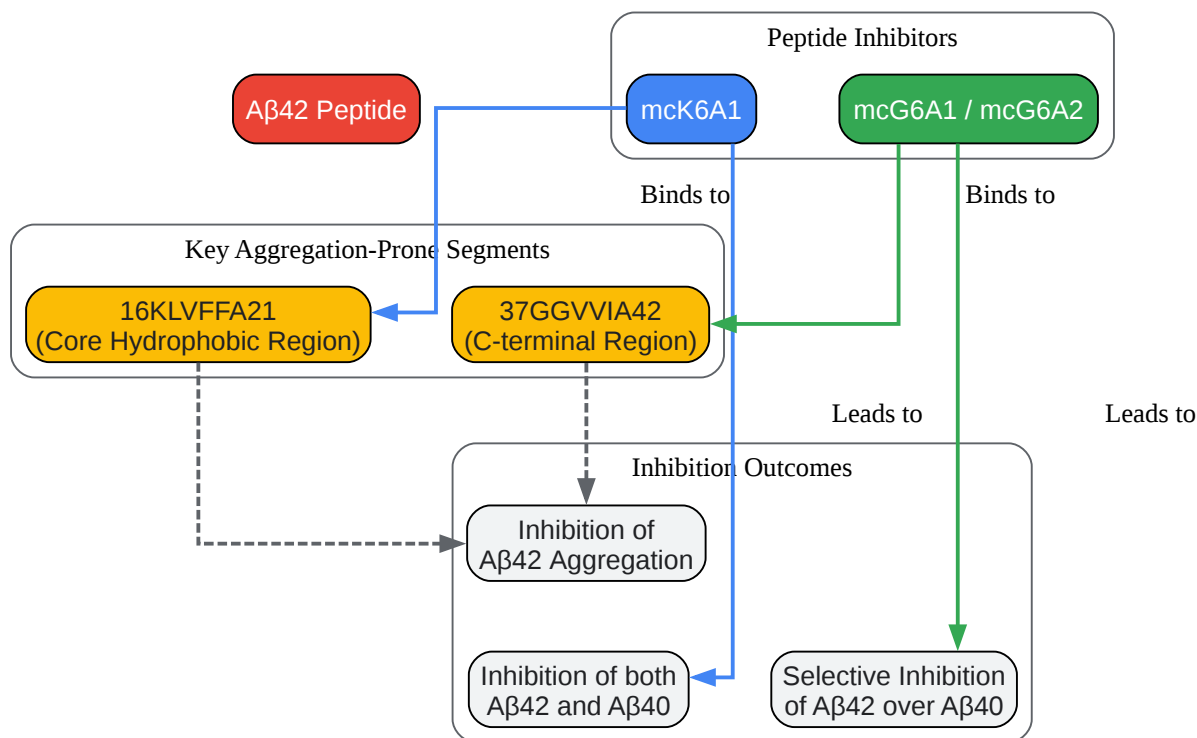 Peptide Inhibitors
Aβ42 Peptide
mcK6A1
mcG6A1 / mcG6A2
Binds to
Binds to
Key Aggregation-Prone Segments
16KLVFFA21
(Core Hydrophobic Region)
37GGVVIA42
(C-terminal Region)
Leads to
Leads to
Inhibition Outcomes
Inhibition of
Aβ42 Aggregation
Inhibition of both
Aβ42 and Aβ40
Selective Inhibition
of Aβ42 over Aβ40